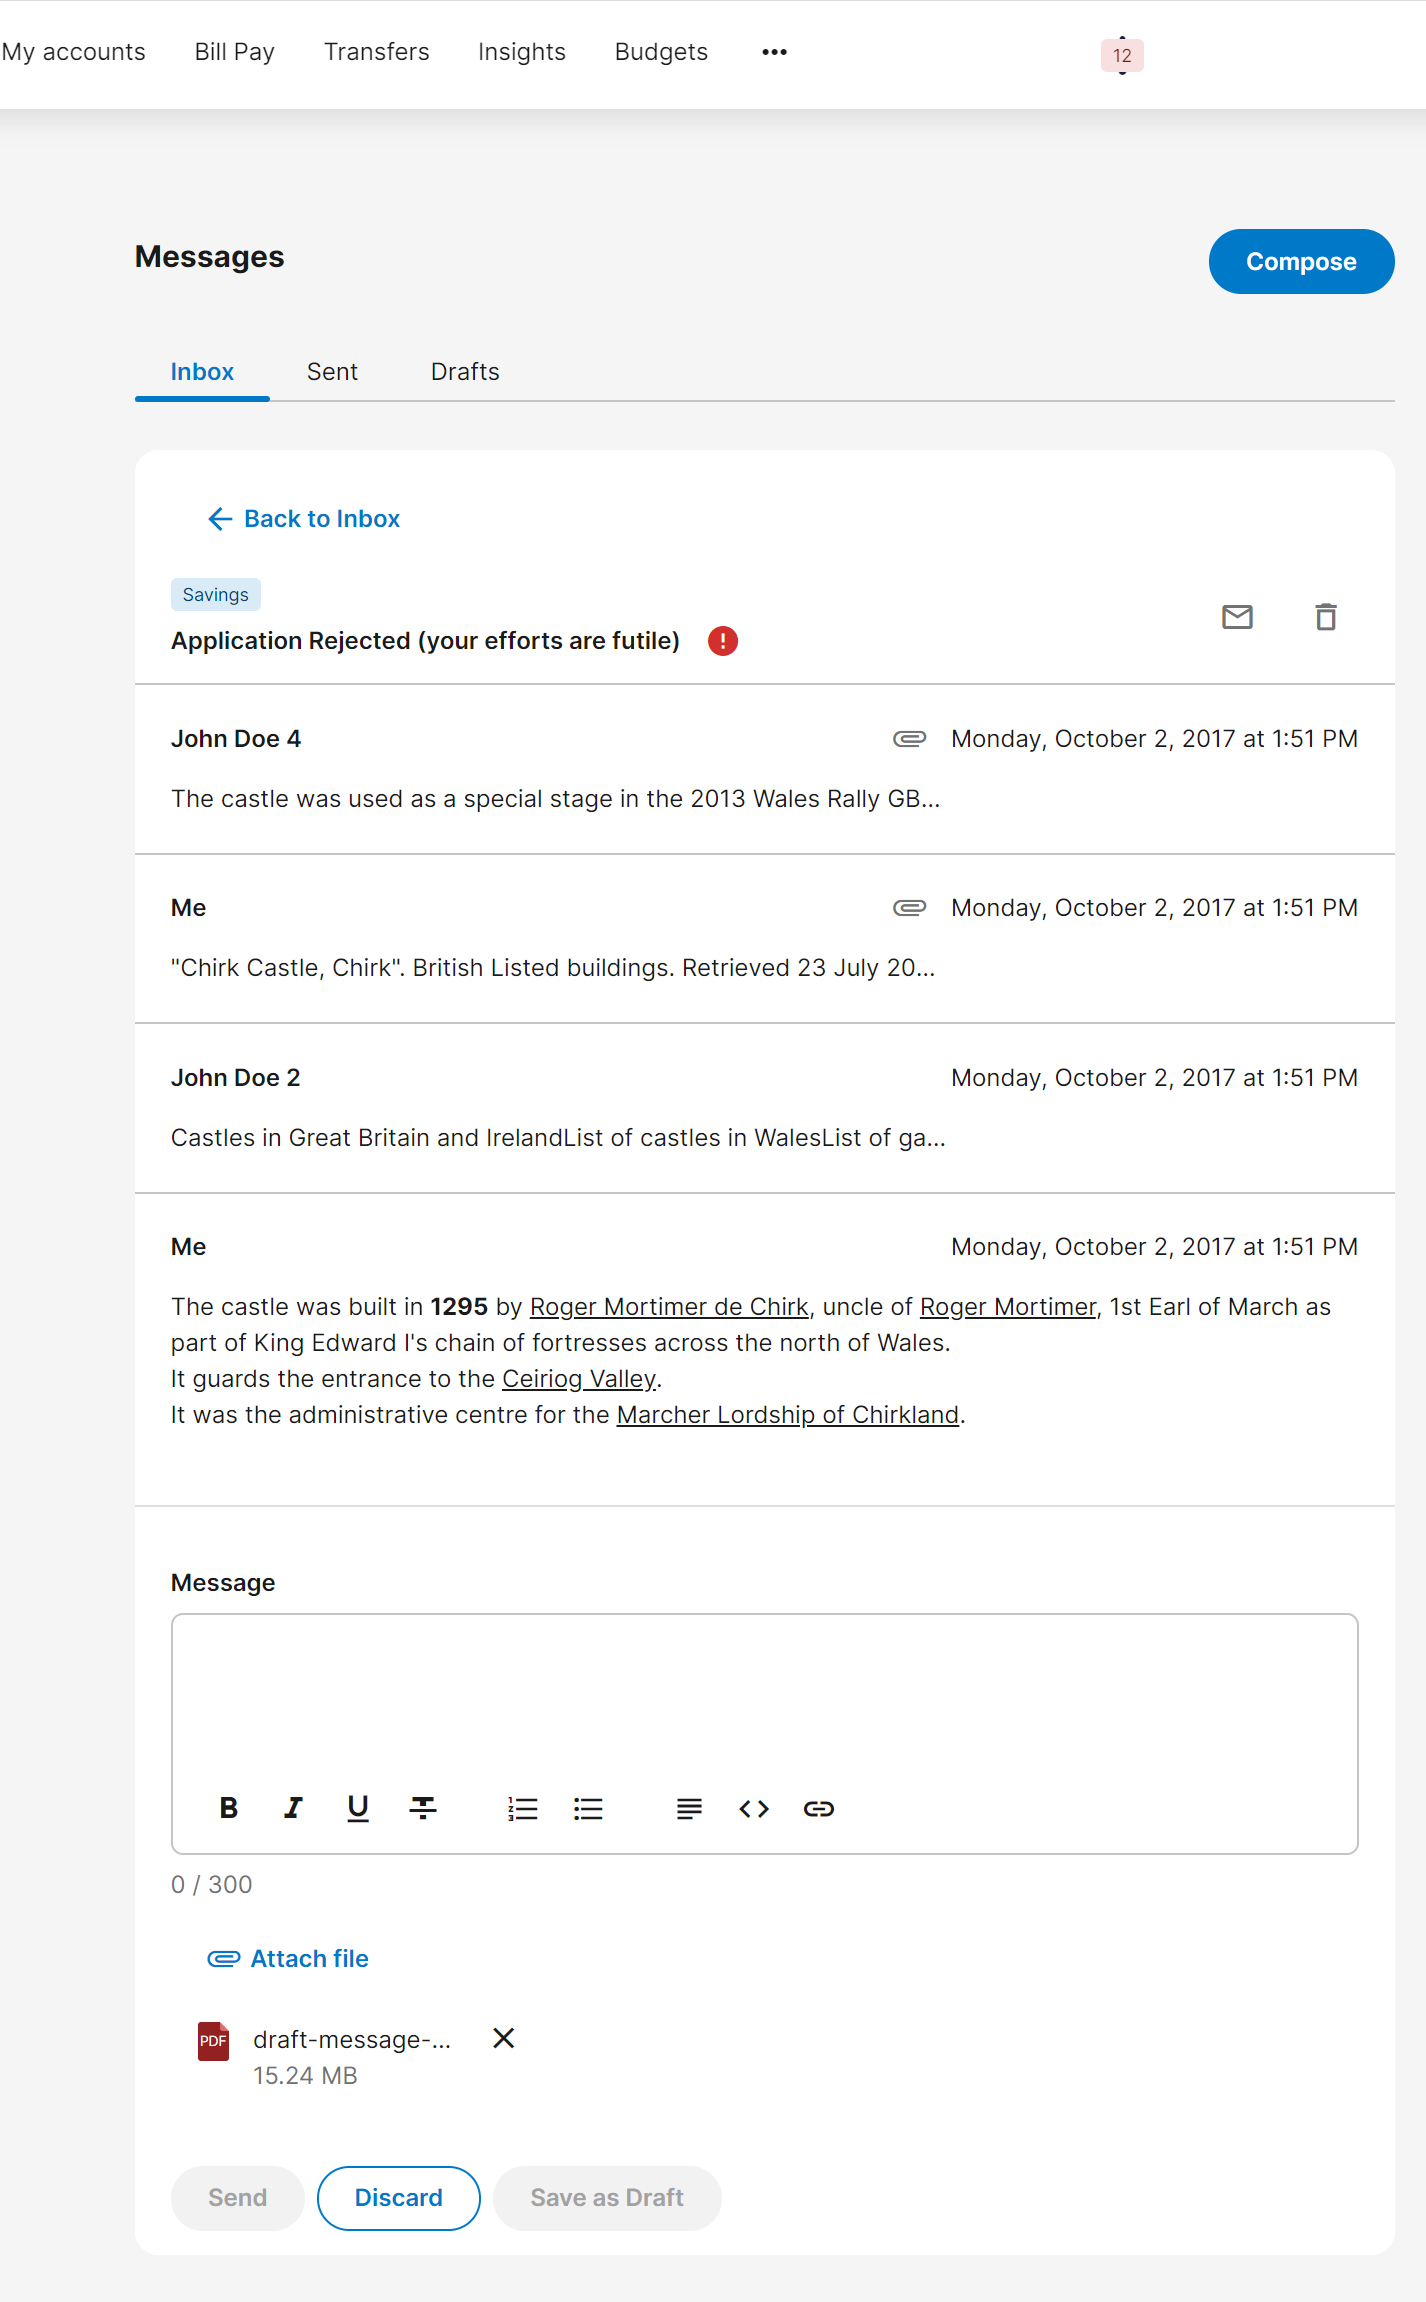 My accounts Bill Pay Transfers Insights Budgets ••• 12
Messages
Compose
Inbox Sent Drafts
Back to Inbox
Savings
Application Rejected (your efforts are futile)
John Doe 4 Monday, October 2, 2017 at 1:51 PM
The castle was used as a special stage in the 2013 Wales Rally GB...
Me Monday, October 2, 2017 at 1:51 PM
"Chirk Castle, Chirk". British Listed buildings. Retrieved 23 July 20...
John Doe 2 Monday, October 2, 2017 at 1:51 PM
Castles in Great Britain and IrelandList of castles in WalesList of ga...
Me Monday, October 2, 2017 at 1:51 PM
The castle was built in 1295 by Roger Mortimer de Chirk, uncle of Roger Mortimer, 1st Earl of March as
part of King Edward I's chain of fortresses across the north of Wales.
It guards the entrance to the Ceiriog Valley.
It was the administrative centre for the Marcher Lordship of Chirkland.
Message
0 / 300
Attach file
PDF draft-message-...
15.24 MB
Send Discard Save as Draft